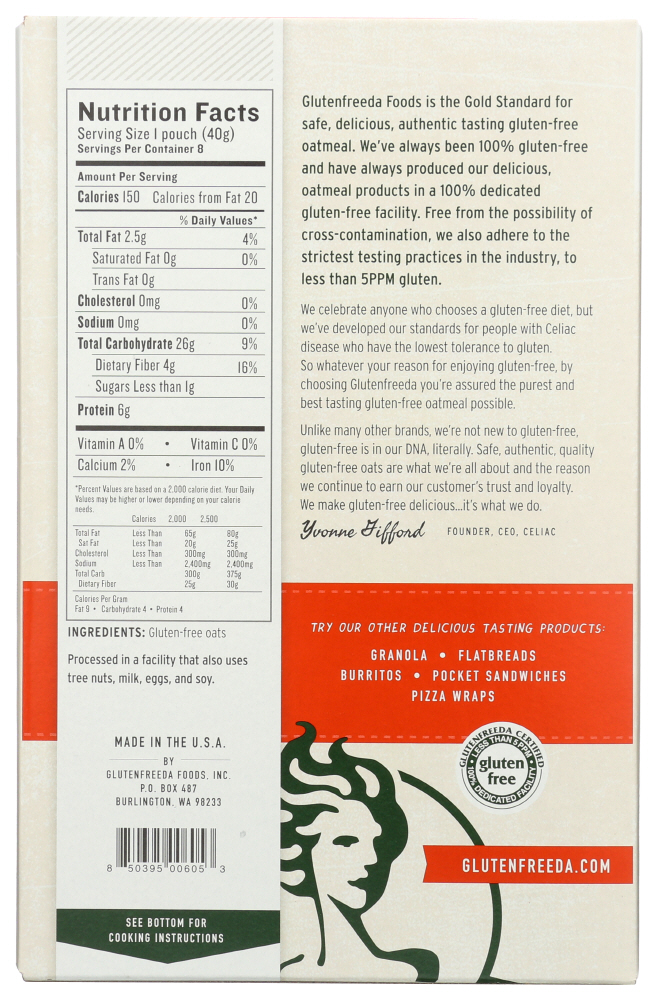 Nutrition Facts
Serving Size 1 pouch (40g)
Servings Per Container 8
Amount Per Serving
Calories 150 Calories from Fat 20
% Daily Values*
Total Fat 2.5g 4%
Saturated Fat 0g 0%
Trans Fat 0g
Cholesterol 0mg 0%
Sodium 0mg 0%
Total Carbohydrate 26g 9%
Dietary Fiber 4g 16%
Sugars Less than 1g
Protein 6g
Vitamin A 0% • Vitamin C 0%
Calcium 2% • Iron 10%
*Percent Values are based on a 2,000 calorie diet. Your Daily
Values may be higher or lower depending on your calorie
needs.
Calories 2,000 2,500
Total Fat Less Than 65g 80g
Sat Fat Less Than 20g 25g
Cholesterol Less Than 300mg 300mg
Sodium Less Than 2,400mg 2,400mg
Total Carb 300g 375g
Dietary Fiber 25g 30g
Calories Per Gram
Fat 9 • Carbohydrate 4 • Protein 4
INGREDIENTS: Gluten-free oats
Processed in a facility that also uses
tree nuts, milk, eggs, and soy.
MADE IN THE U.S.A.
BY
GLUTENFREEDA FOODS, INC.
P.O. BOX 487
BURLINGTON, WA 98233
8 50395 00605 3
SEE BOTTOM FOR
COOKING INSTRUCTIONS
Glutenfreeda Foods is the Gold Standard for
safe, delicious, authentic tasting gluten-free
oatmeal. We've always been 100% gluten-free
and have always produced our delicious,
oatmeal products in a 100% dedicated
gluten-free facility. Free from the possibility of
cross-contamination, we also adhere to the
strictest testing practices in the industry, to
less than 5PPM gluten.
We celebrate anyone who chooses a gluten-free diet, but
we've developed our standards for people with Celiac
disease who have the lowest tolerance to gluten.
So whatever your reason for enjoying gluten-free, by
choosing Glutenfreeda you're assured the purest and
best tasting gluten-free oatmeal possible.
Unlike many other brands, we're not new to gluten-free,
gluten-free is in our DNA, literally. Safe, authentic, quality
gluten-free oats are what we're all about and the reason
we continue to earn our customer's trust and loyalty.
We make gluten-free delicious...it's what we do.
Yvonne Gifford FOUNDER, CEO, CELIAC
TRY OUR OTHER DELICIOUS TASTING PRODUCTS:
GRANOLA • FLATBREADS
BURRITOS • POCKET SANDWICHES
PIZZA WRAPS
GLUTENFREEDA CERTIFIED
• LESS THAN 5 PPM •
gluten
free
100% DEDICATED FACILITY
GLUTENFREEDA.COM